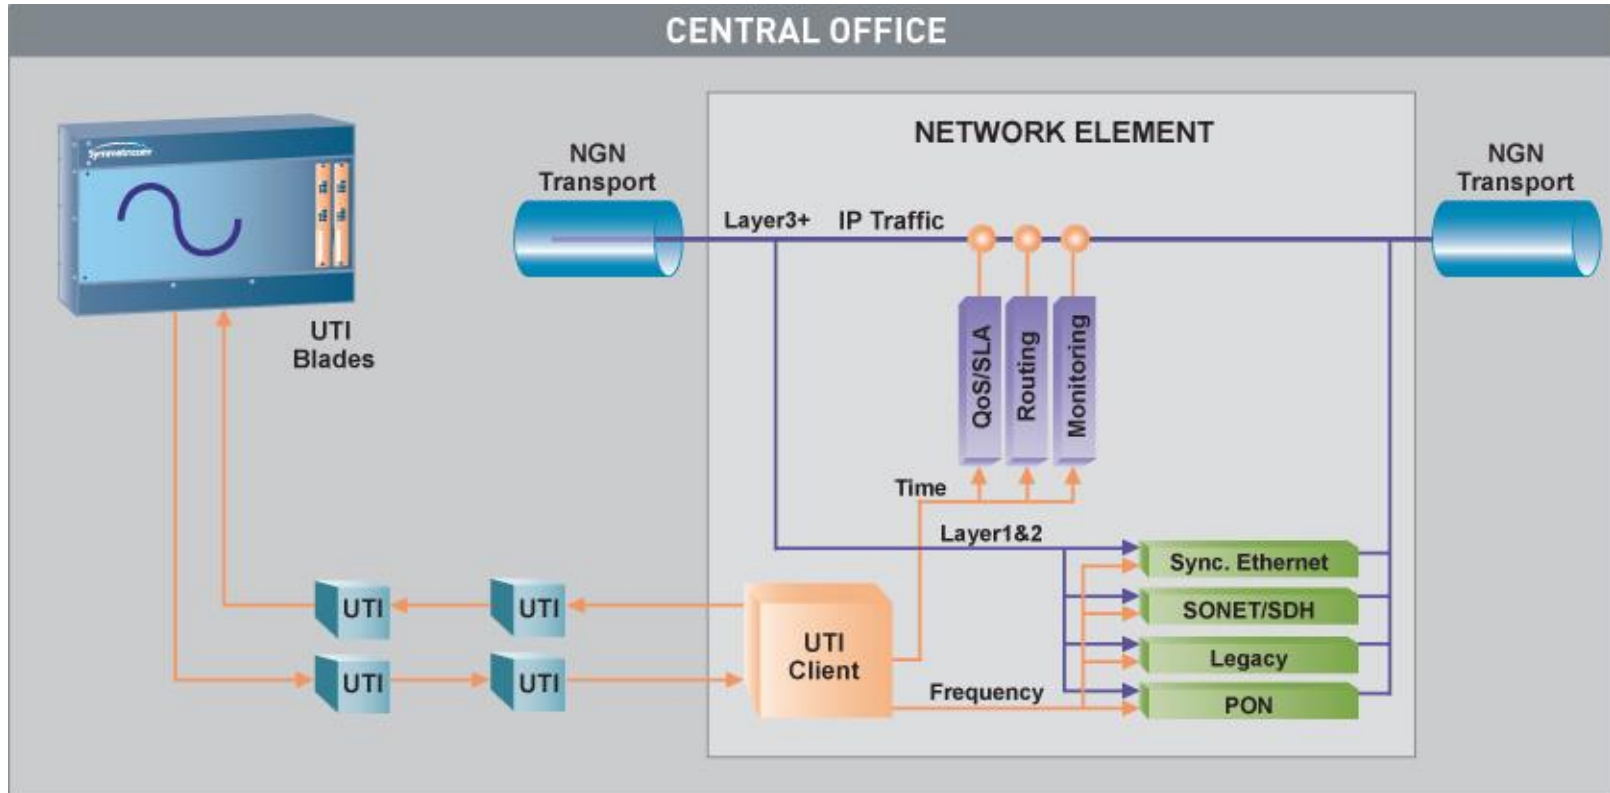 CENTRAL OFFICE
Symmetricom
UTI
Blades
NGN
Transport
NETWORK ELEMENT
NGN
Transport
Layer3+
IP Traffic
QoS/SLA
Routing
Monitoring
Time
Layer1&2
Sync. Ethernet
SONET/SDH
Legacy
PON
UTI
UTI
UTI
UTI
UTI
Client
Frequency